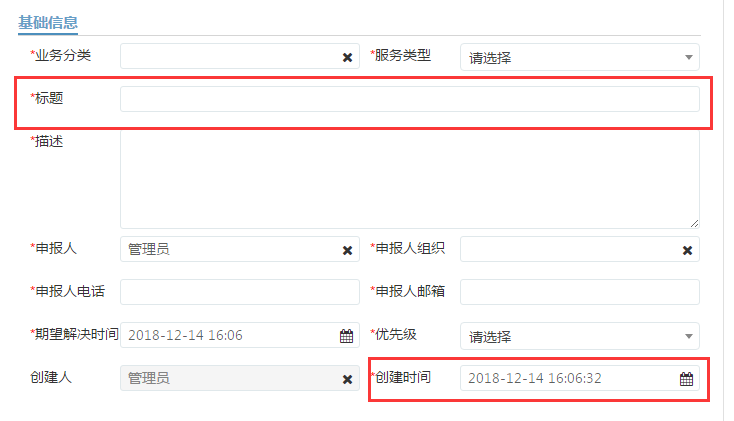 基础信息
*业务分类 *服务类型 请选择
*标题
*描述
*申报人 管理员 *申报人组织
*申报人电话 *申报人邮箱
*期望解决时间 2018-12-14 16:06 *优先级 请选择
创建人 管理员 *创建时间 2018-12-14 16:06:32